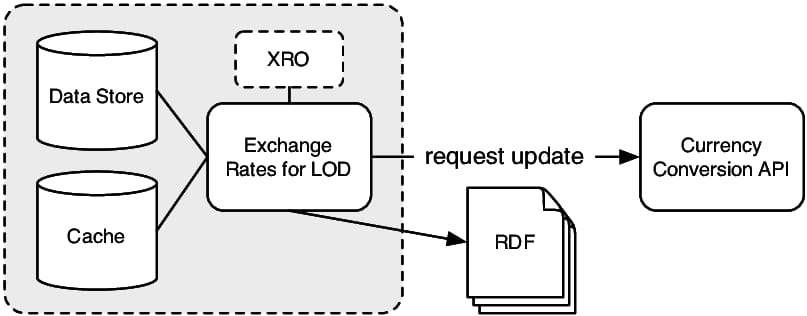 XRO
Data Store
Exchange
Rates for LOD
request update
Currency
Conversion API
Cache
RDF